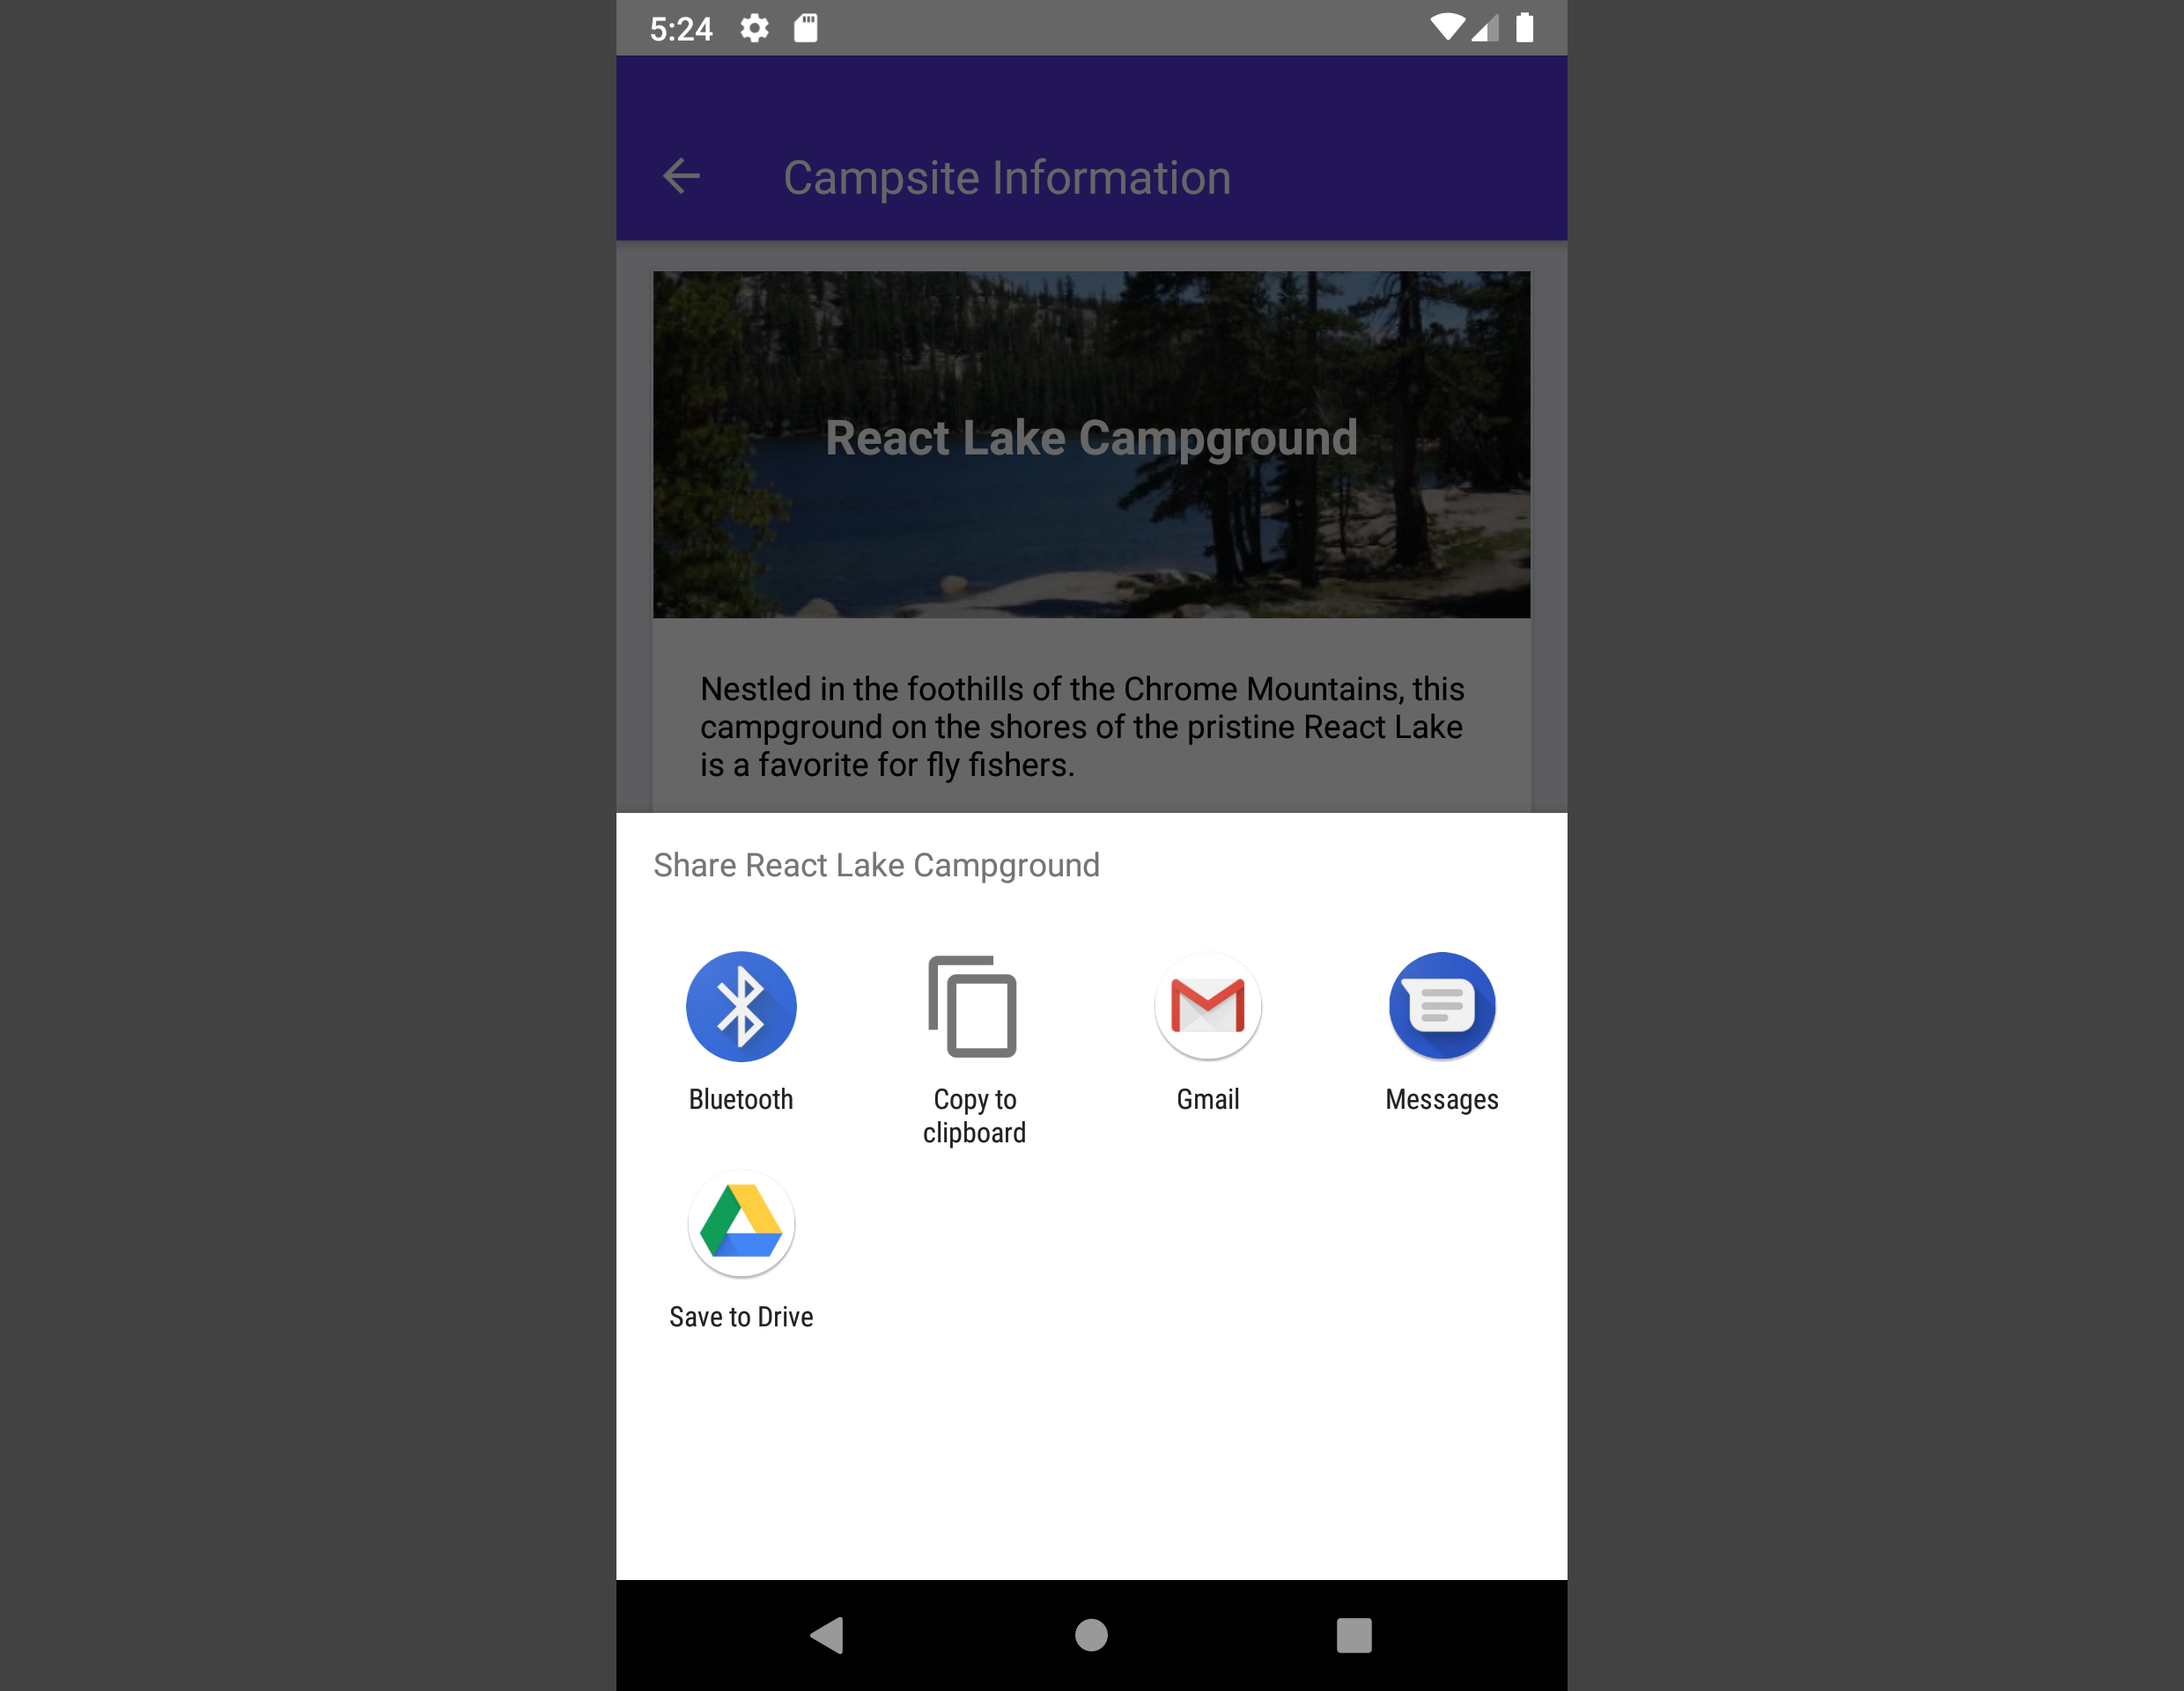 5:24
Campsite Information
React Lake Campground
Nestled in the foothills of the Chrome Mountains, this
campground on the shores of the pristine React Lake
is a favorite for fly fishers.
Share React Lake Campground
Bluetooth
Copy to
clipboard
Gmail
Messages
Save to Drive